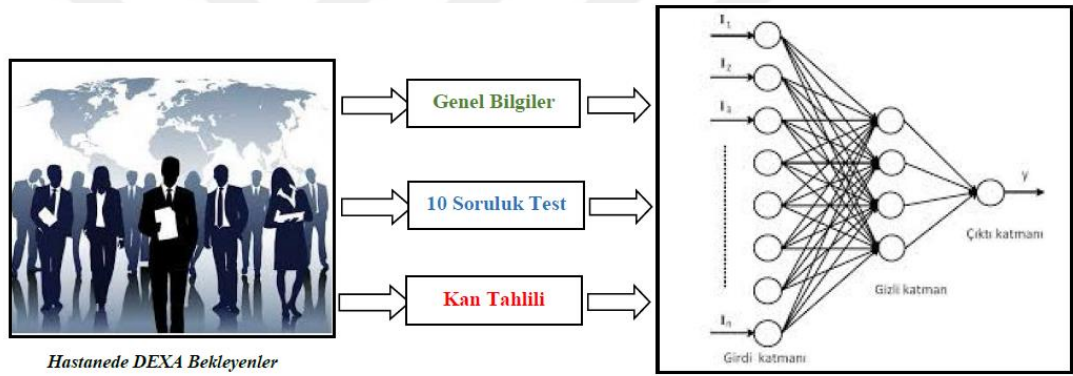 Genel Bilgiler
10 Soruluk Test
Kan Tahlili
Hastanede DEXA Bekleyenler
I1
I2
I3
In
Girdi katmanı
Gizli katman
Çıktı katmanı
y